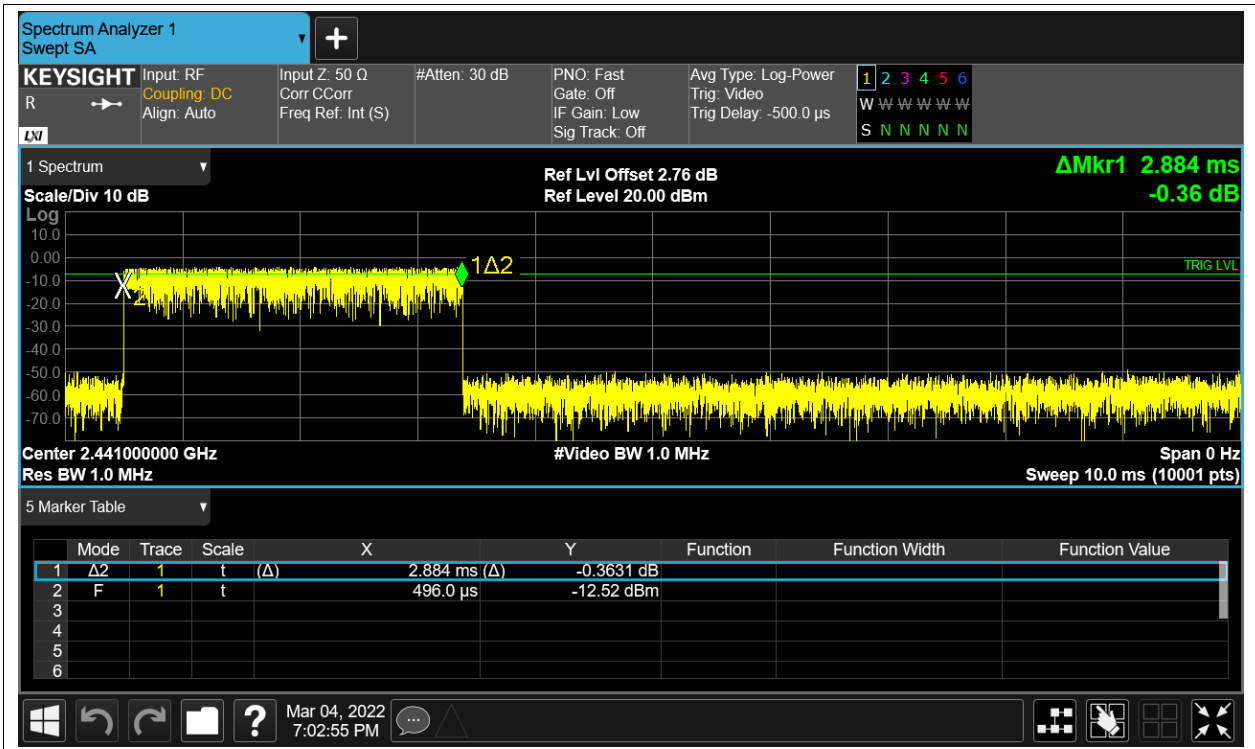 Spectrum Analyzer 1
Swept SA
KEYSIGHT Input: RF Input Z: 50 Ω #Atten: 30 dB PNO: Fast Avg Type: Log-Power 1 2 3 4 5 6
R Coupling: DC Corr CCorr Gate: Off Trig: Video W W W W W W
Align: Auto Freq Ref: Int (S) IF Gain: Low Trig Delay: -500.0 µs
LXI Sig Track: Off S N N N N N
1 Spectrum Ref Lvl Offset 2.76 dB ΔMkr1 2.884 ms
Scale/Div 10 dB Ref Level 20.00 dBm -0.36 dB
Log
10.0
0.00
1Δ2 TRIG LVL
-10.0
X2
-20.0
-30.0
-40.0
-50.0
-60.0
-70.0
Center 2.441000000 GHz #Video BW 1.0 MHz Span 0 Hz
Res BW 1.0 MHz Sweep 10.0 ms (10001 pts)
5 Marker Table
Mode Trace Scale X Y Function Function Width Function Value
1 Δ2 1 t (Δ) 2.884 ms (Δ) -0.3631 dB
2 F 1 t 496.0 µs -12.52 dBm
3
4
5
6
? Mar 04, 2022
7:02:55 PM